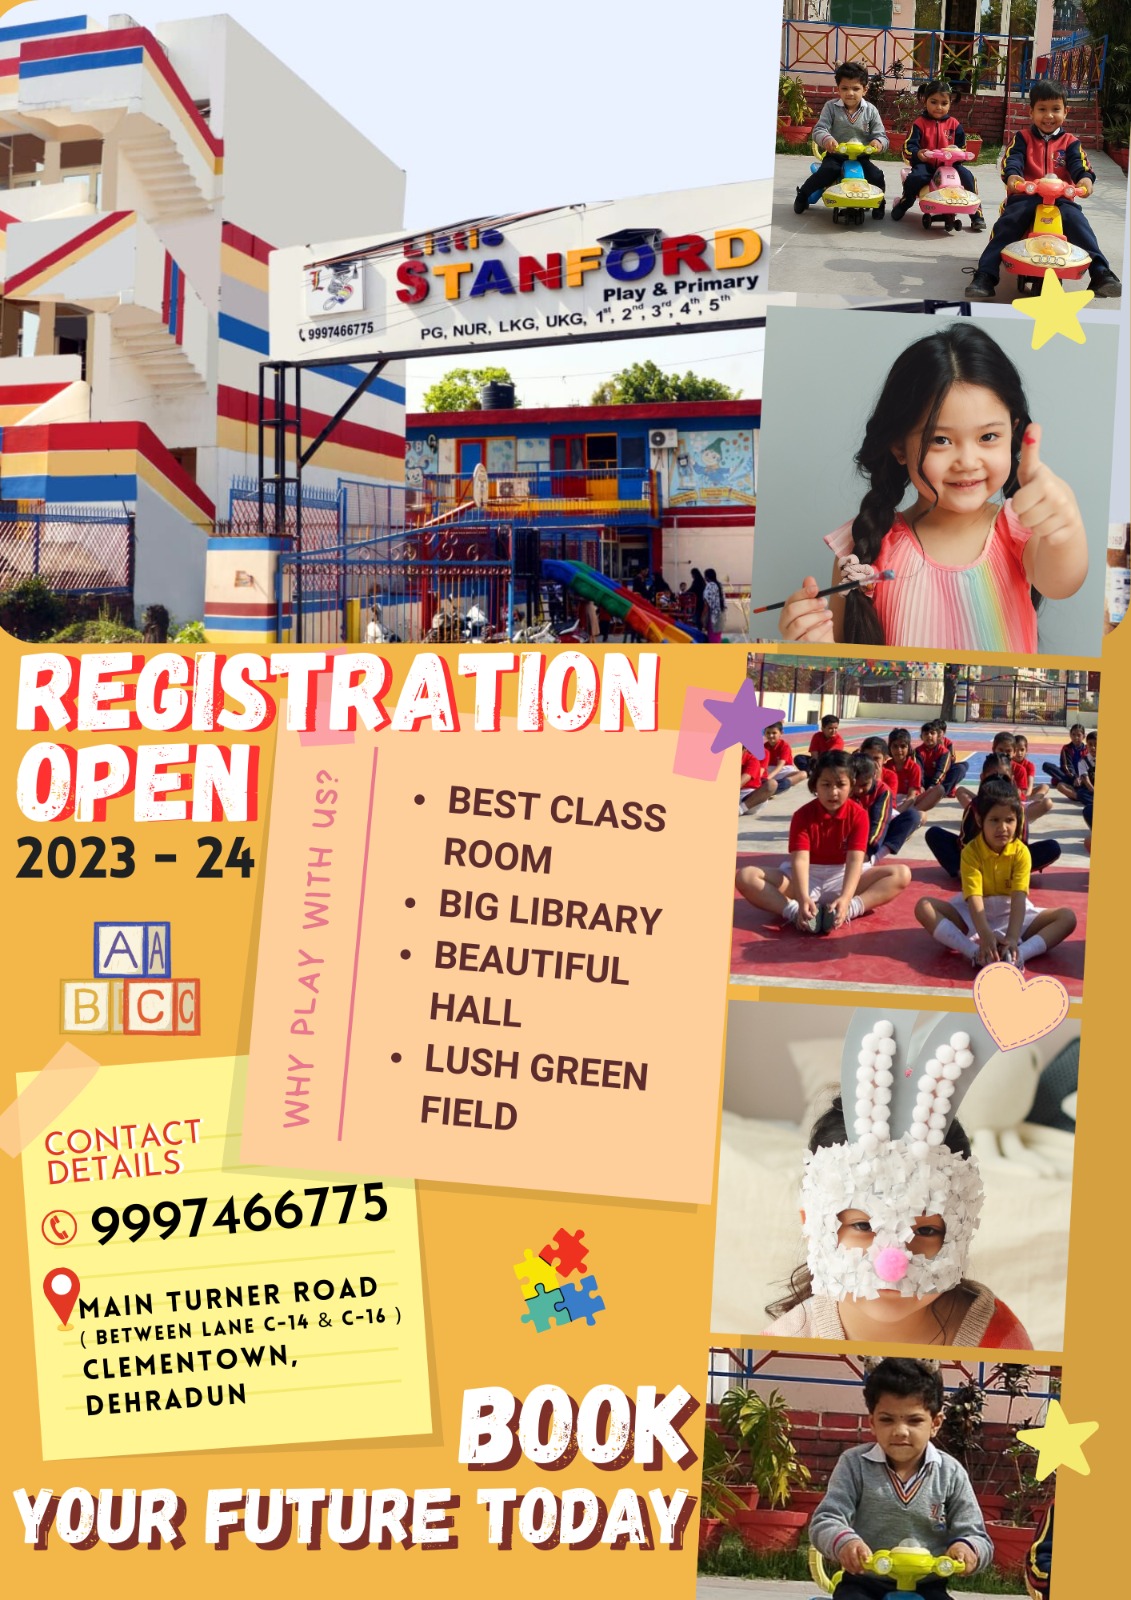 Little
STANFORD
Play & Primary
9997466775
PG, NUR, LKG, UKG, 1st, 2nd, 3rd, 4th, 5th
REGISTRATION
OPEN
2023 - 24
WHY PLAY WITH US?
• BEST CLASS
ROOM
• BIG LIBRARY
• BEAUTIFUL
HALL
• LUSH GREEN
FIELD
A A
B C C
CONTACT
DETAILS
9997466775
MAIN TURNER ROAD
( BETWEEN LANE C-14 & C-16 )
CLEMENTOWN,
DEHRADUN
BOOK
YOUR FUTURE TODAY